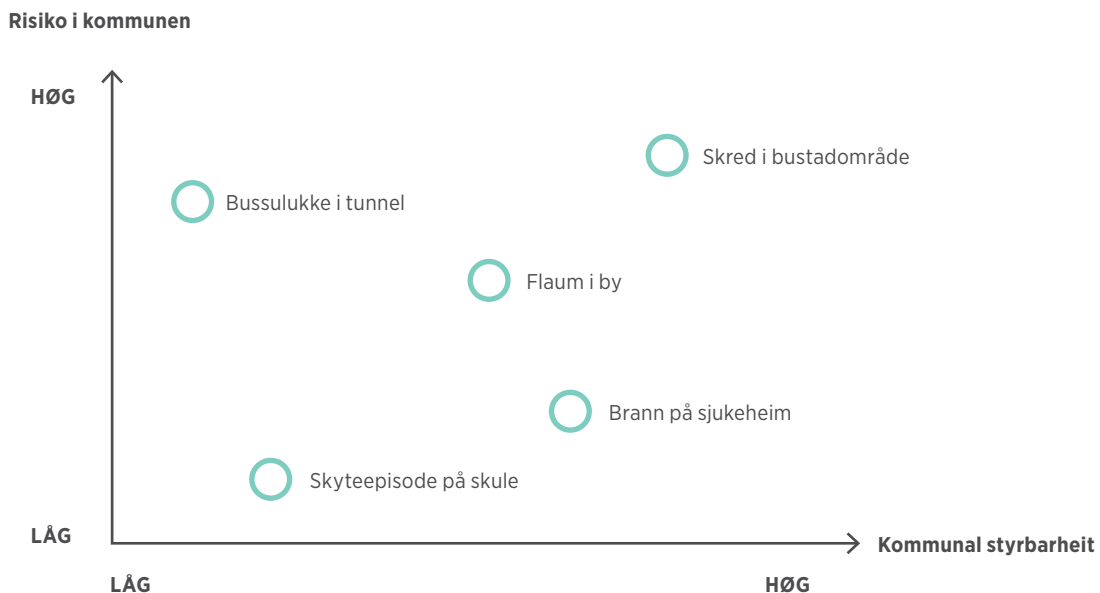 Risiko i kommunen
HØG
Skred i bustadområde
Bussulukke i tunnel
Flaum i by
Brann på sjukeheim
Skyteepisode på skule
LÅG
Kommunal styrbarheit
LÅG
HØG